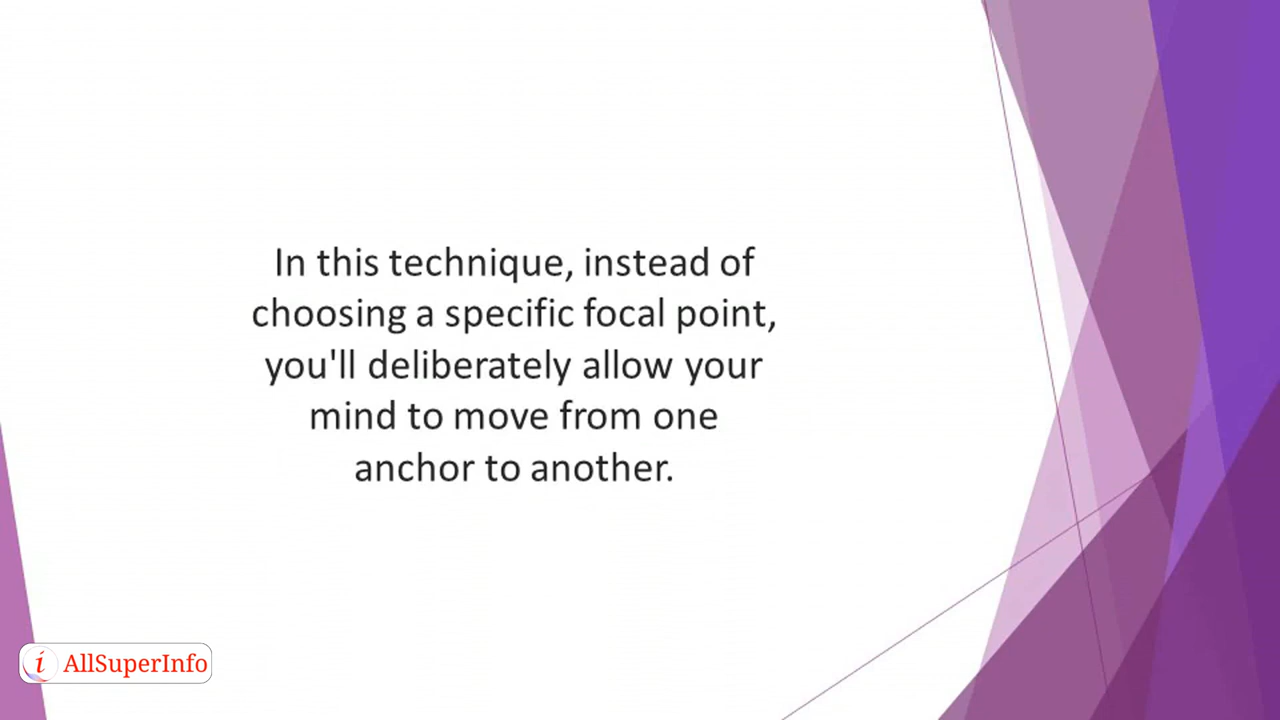 In this technique, instead of
choosing a specific focal point,
you'll deliberately allow your
mind to move from one
anchor to another.
i AllSuperInfo